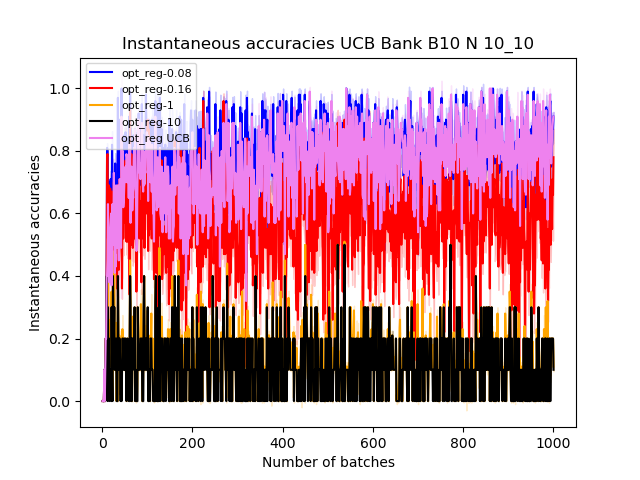 Instantaneous accuracies UCB Bank B10 N 10_10
opt_reg-0.08
opt_reg-0.16
opt_reg-1
opt_reg-10
opt_reg UCB
Instantaneous accuracies
1.0
0.8
0.6
0.4
0.2
0.0
0
200
400
600
800
1000
Number of batches